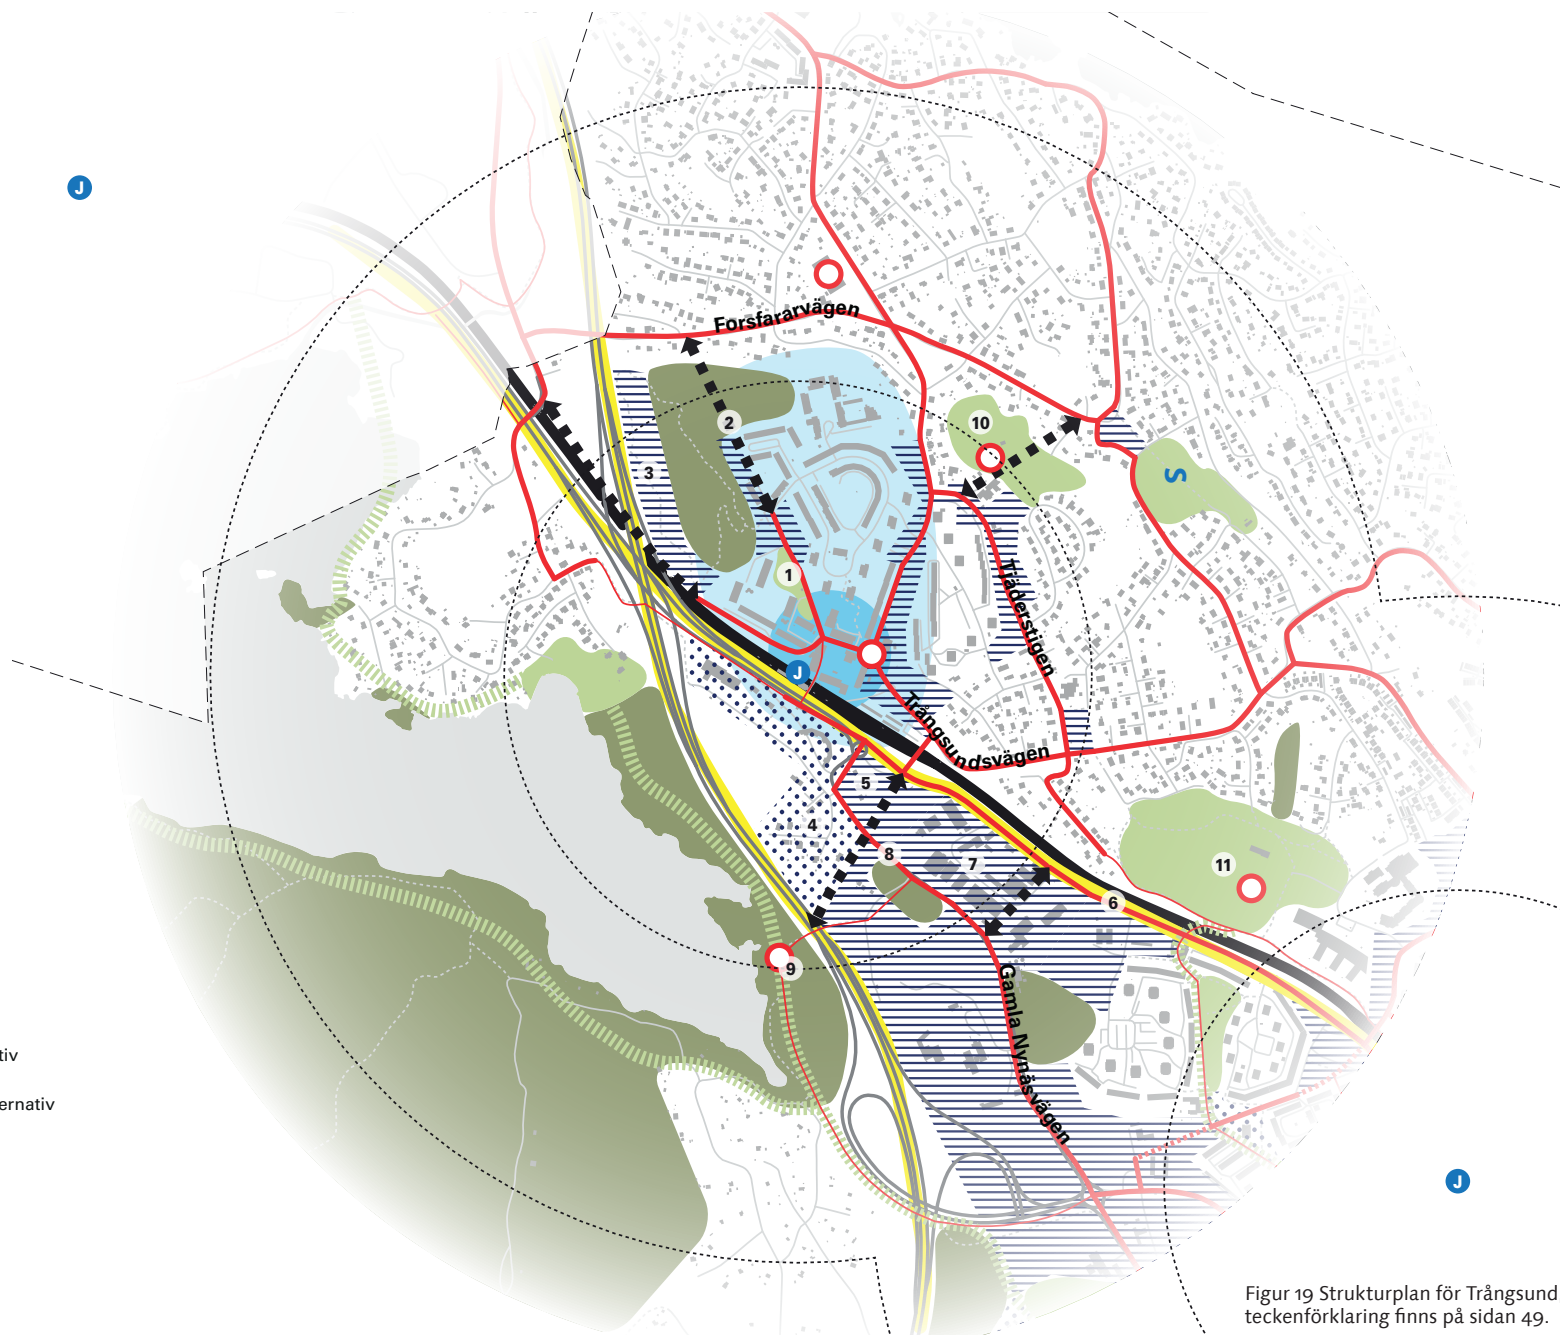 J
Forsfararvägen
2
10
3
S
1
Tjäderstigen
J
Trångsundsvägen
5
4
8
7
11
6
9
Gamla Nynäsvägen
tiv
ernativ
J
Figur 19 Strukturplan för Trångsund
teckenförklaring finns på sidan 49.